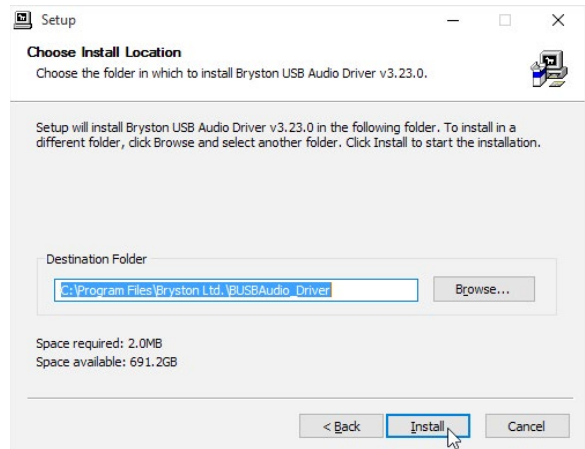 Setup
Choose Install Location
Choose the folder in which to install Bryston USB Audio Driver v3.23.0.
Setup will install Bryston USB Audio Driver v3.23.0 in the following folder. To install in a
different folder, click Browse and select another folder. Click Install to start the installation.
Destination Folder
C:\Program Files\Bryston Ltd.\BUSBAudio_Driver
Browse...
Space required: 2.0MB
Space available: 691.2GB
< Back
Install
Cancel